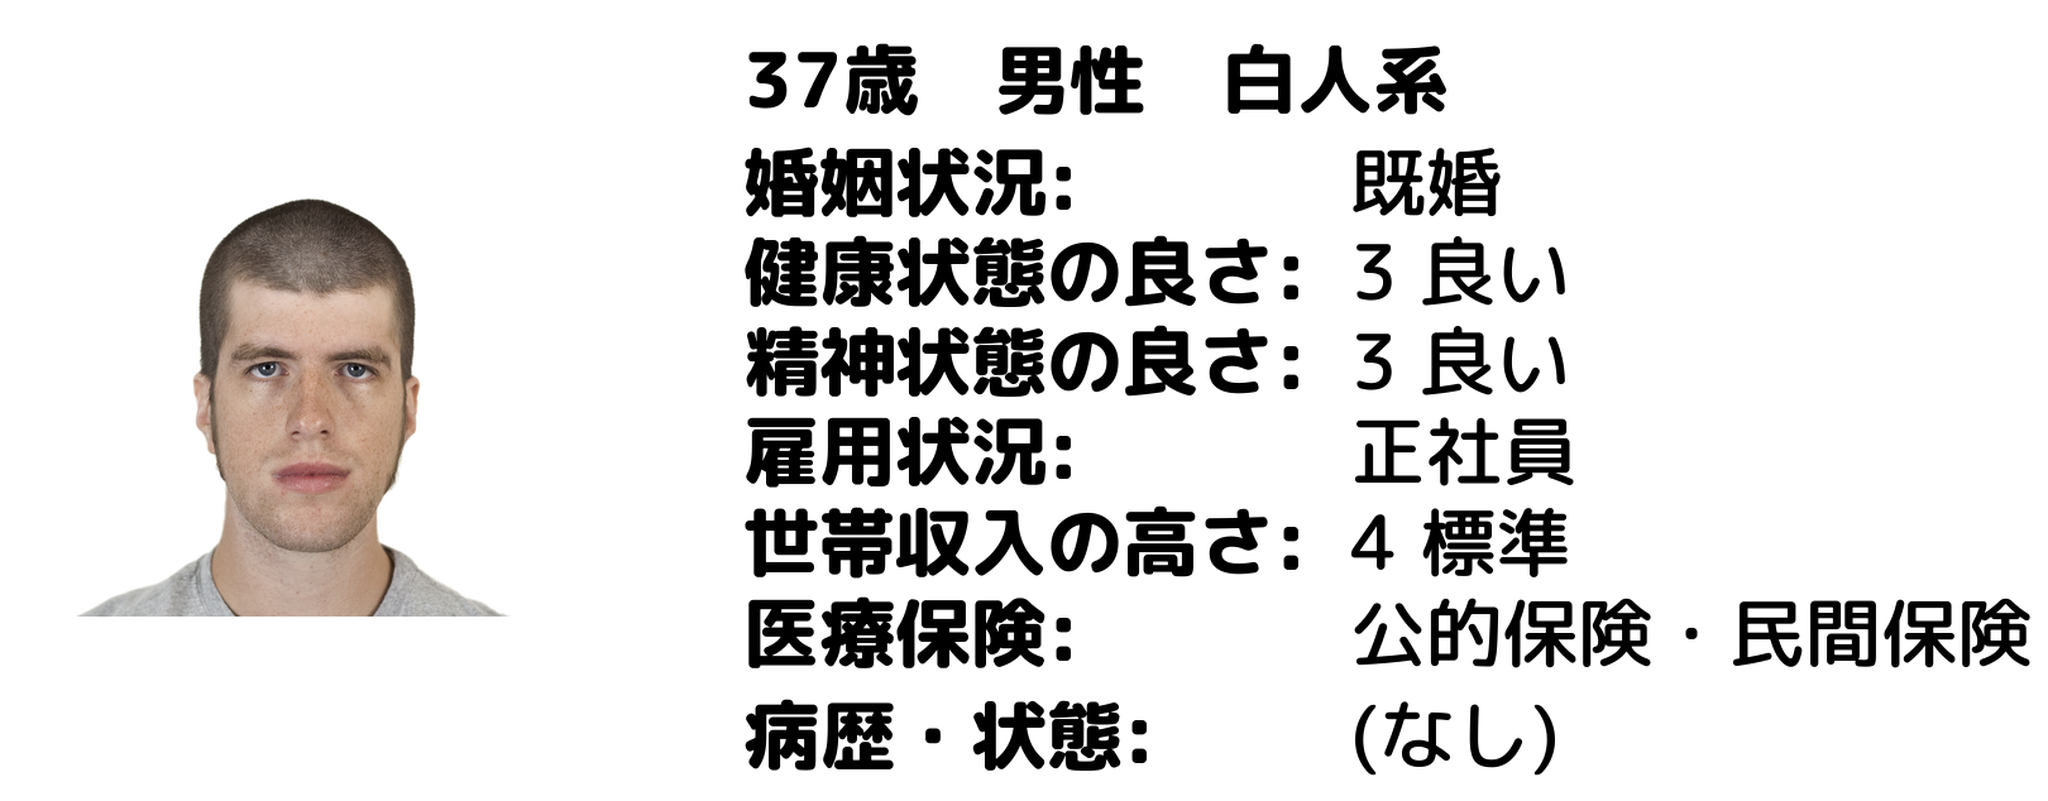 37歳　男性　白人系
婚姻状況: 既婚
健康状態の良さ: 3 良い
精神状態の良さ: 3 良い
雇用状況: 正社員
世帯収入の高さ: 4 標準
医療保険: 公的保険・民間保険
病歴・状態: (なし)